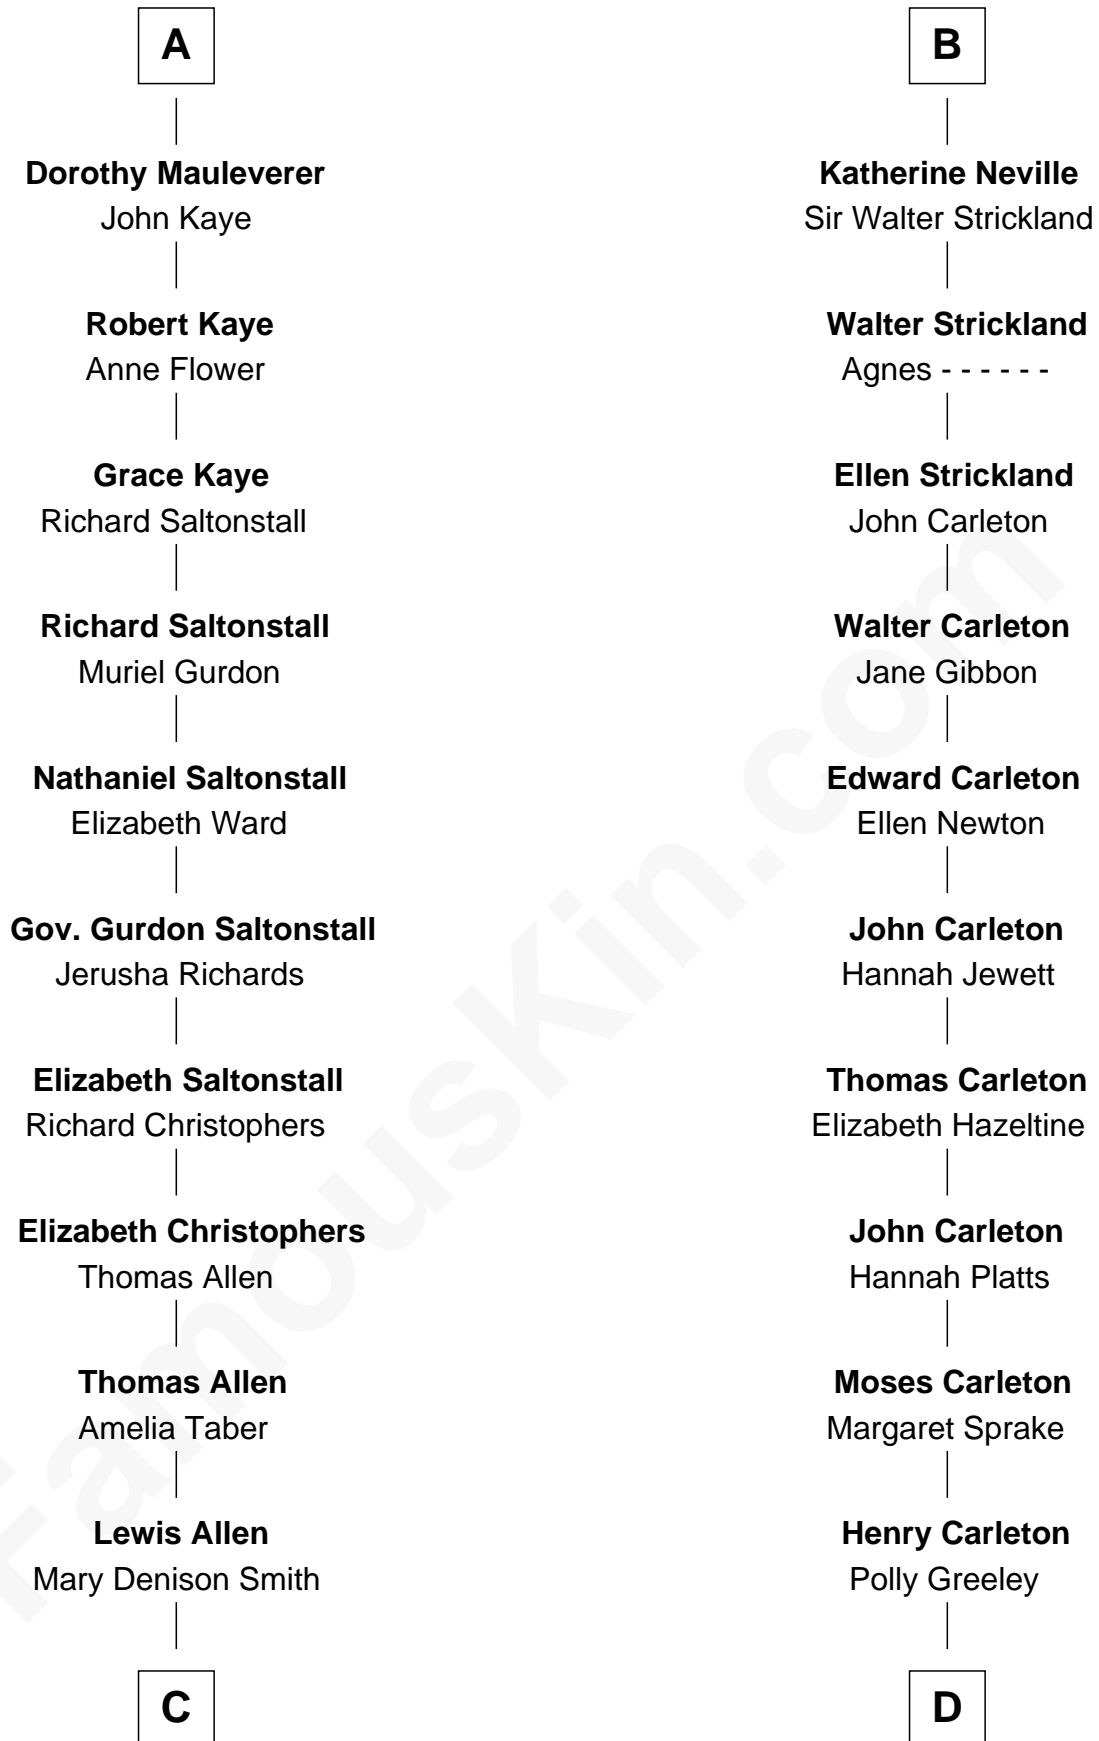 A
Dorothy Mauleverer
John Kaye
Robert Kaye
Anne Flower
Grace Kaye
Richard Saltonstall
Richard Saltonstall
Muriel Gurdon
Nathaniel Saltonstall
Elizabeth Ward
Gov. Gurdon Saltonstall
Jerusha Richards
Elizabeth Saltonstall
Richard Christophers
Elizabeth Christophers
Thomas Allen
Thomas Allen
Amelia Taber
Lewis Allen
Mary Denison Smith
C
B
Katherine Neville
Sir Walter Strickland
Walter Strickland
Agnes - - - - - -
Ellen Strickland
John Carleton
Walter Carleton
Jane Gibbon
Edward Carleton
Ellen Newton
John Carleton
Hannah Jewett
Thomas Carleton
Elizabeth Hazeltine
John Carleton
Hannah Platts
Moses Carleton
Margaret Sprake
Henry Carleton
Polly Greeley
D
FamousKin.com